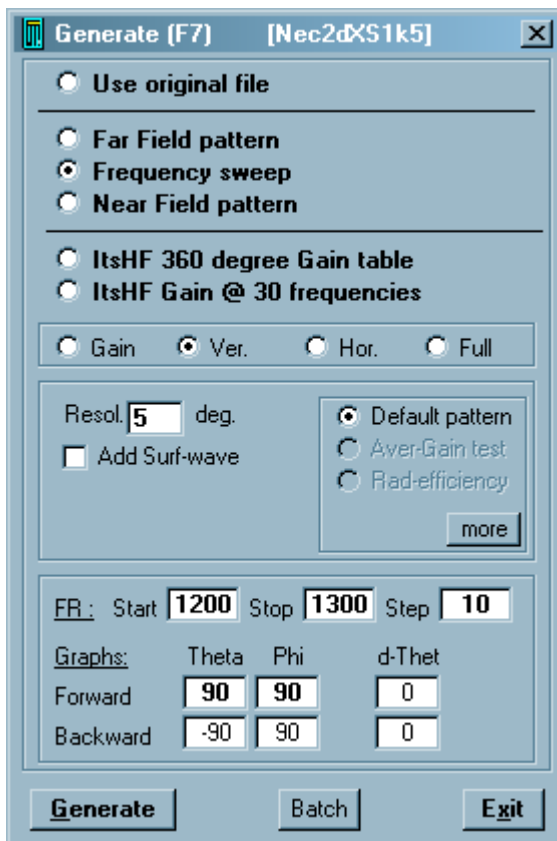 Generate (F7) [Nec2dXS1k5]
Use original file
Far Field pattern
Frequency sweep
Near Field pattern
ItsHF 360 degree Gain table
ItsHF Gain @ 30 frequencies
Gain Ver. Hor. Full
Resol. 5 deg.
Add Surf-wave
Default pattern
Aver-Gain test
Rad-efficiency
more
FR : Start 1200 Stop 1300 Step 10
Graphs: Theta Phi d-Thet
Forward 90 90 0
Backward -90 90 0
Generate Batch Exit